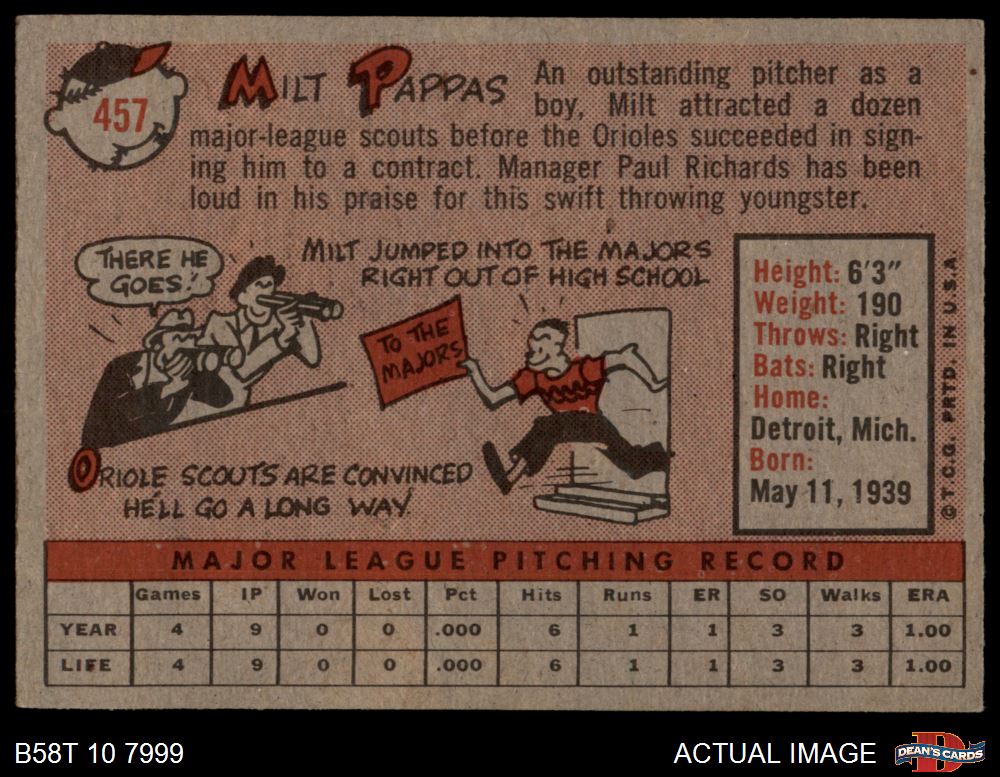 457
MILT PAPPAS
An outstanding pitcher as a
boy, Milt attracted a dozen
major-league scouts before the Orioles succeeded in sign-
ing him to a contract. Manager Paul Richards has been
loud in his praise for this swift throwing youngster.
THERE HE
GOES!
MILT JUMPED INTO THE MAJORS
RIGHT OUT OF HIGH SCHOOL
TO THE
MAJORS
ORIOLE SCOUTS ARE CONVINCED
HE'LL GO A LONG WAY.
Height: 6'3"
Weight: 190
Throws: Right
Bats: Right
Home:
Detroit, Mich.
Born:
May 11, 1939
©T.C.G. PRTD. IN U.S.A.
MAJOR LEAGUE PITCHING RECORD
Games IP Won Lost Pct Hits Runs ER SO Walks ERA
YEAR 4 9 0 0 .000 6 1 1 3 3 1.00
LIFE 4 9 0 0 .000 6 1 1 3 3 1.00
B58T 10 7999
ACTUAL IMAGE
D
DEAN'S CARDS